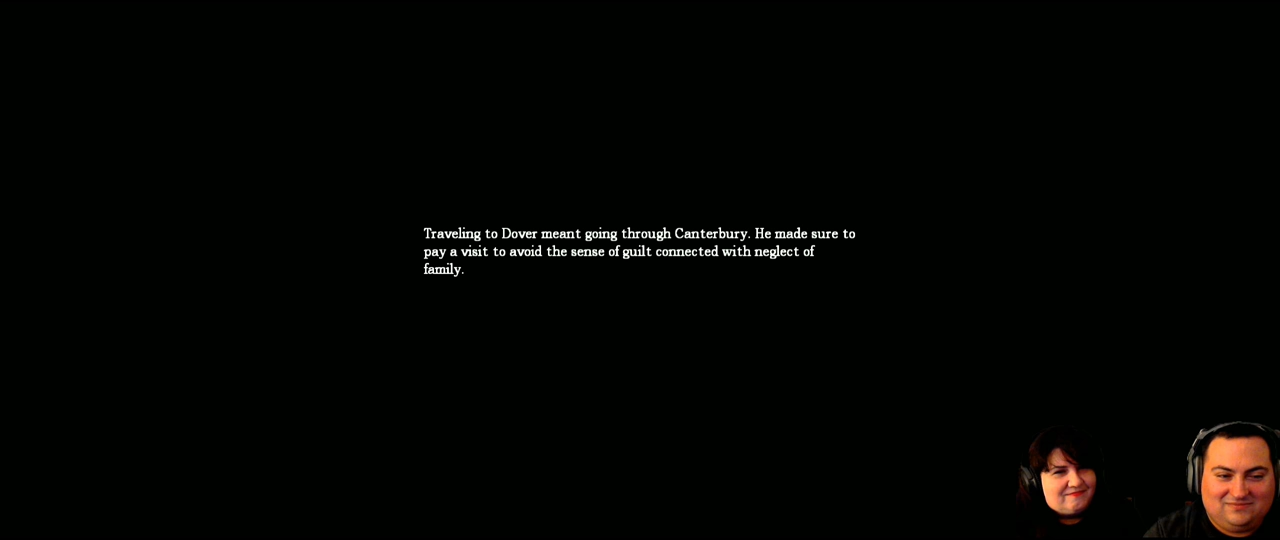 Traveling to Dover meant going through Canterbury. He made sure to
pay a visit to avoid the sense of guilt connected with neglect of
family.